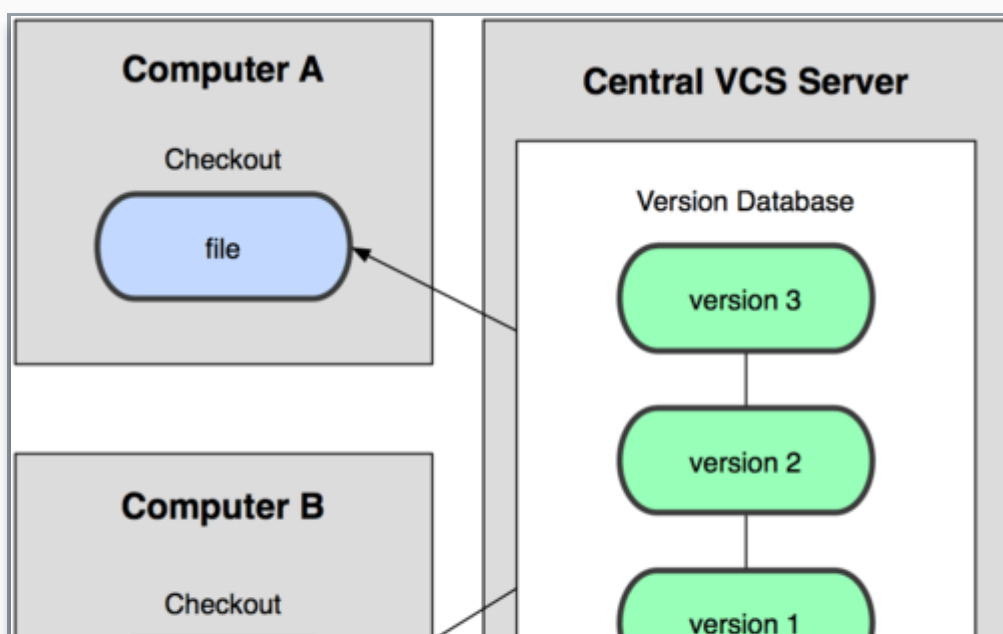 Computer A
Checkout
file
Computer B
Checkout
Central VCS Server
Version Database
version 3
version 2
version 1